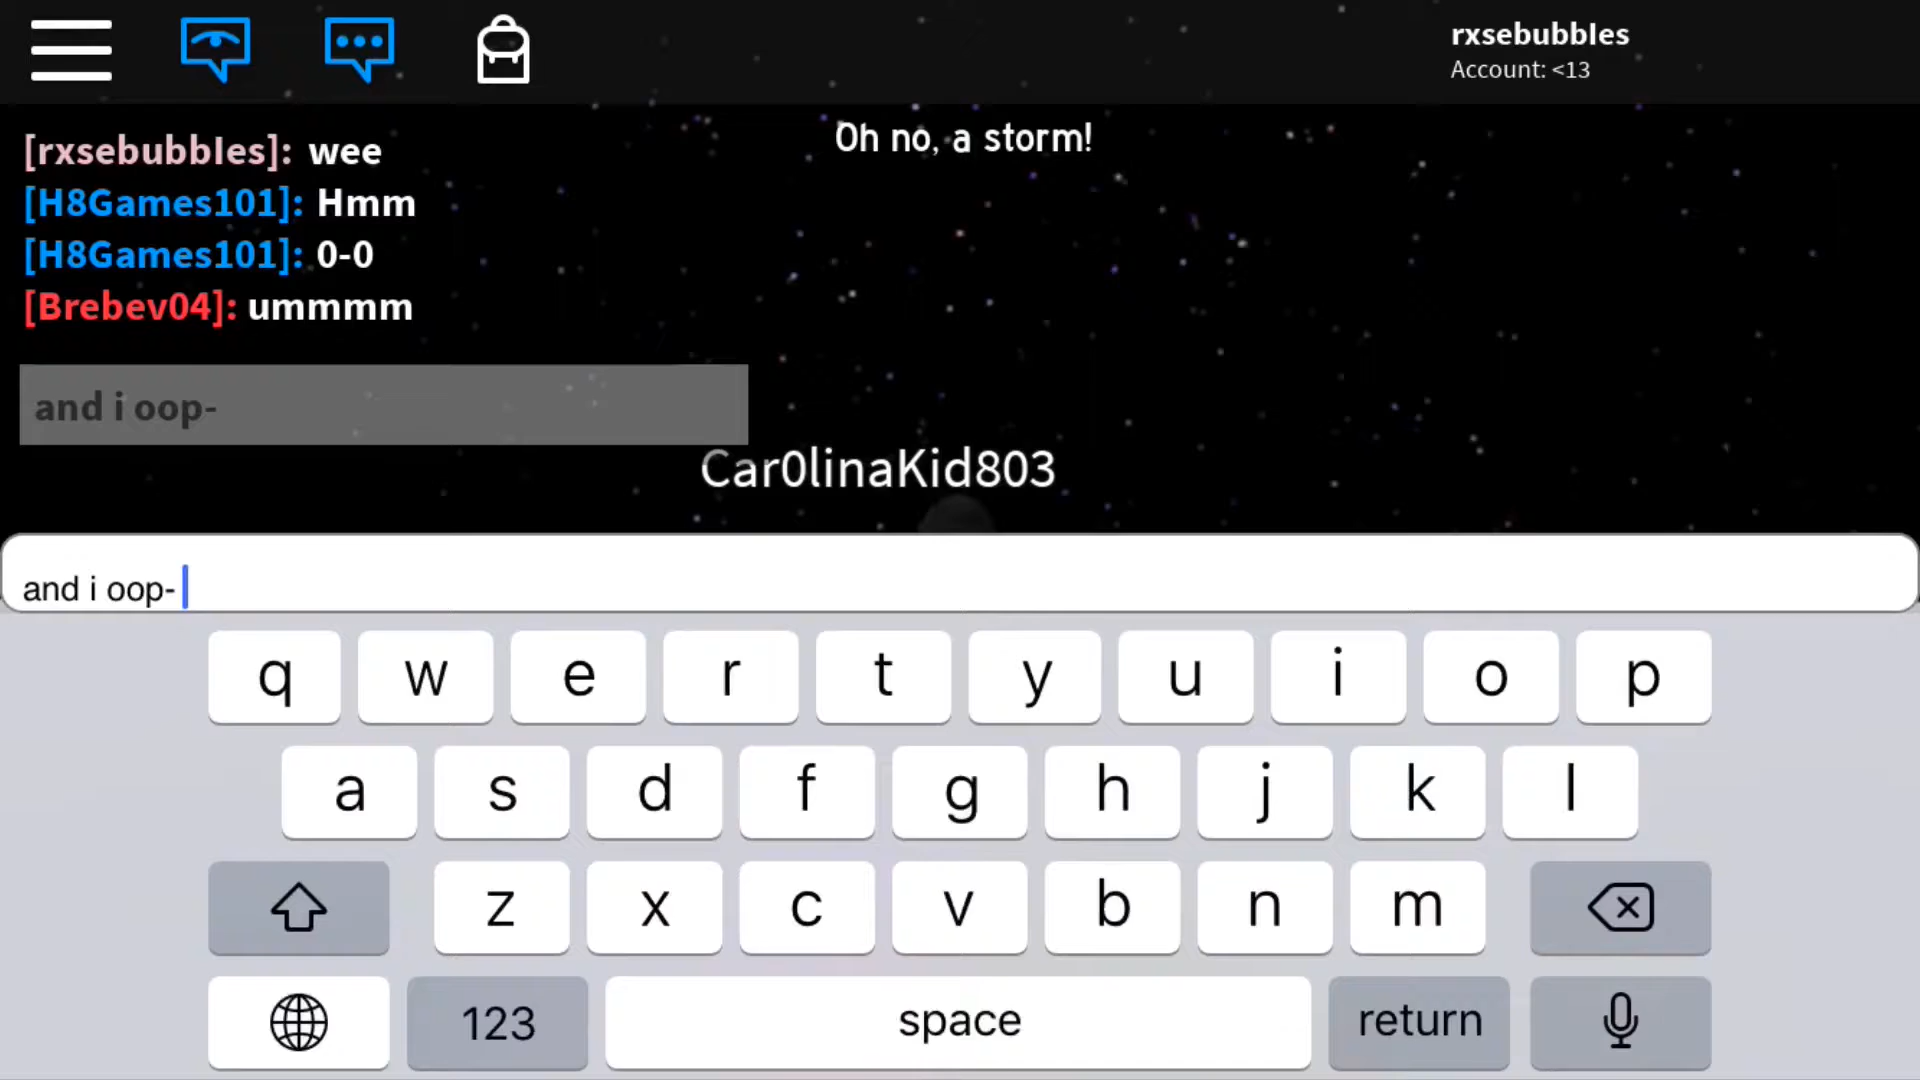 rxsebubbles
Account: <13
Oh no, a storm!
[rxsebubbles]: wee
[H8Games101]: Hmm
[H8Games101]: 0-0
[Brebev04]: ummmm
and i oop-
Car0linaKid803
and i oop-
q w e r t y u i o p
a s d f g h j k l
z x c v b n m
123 space return